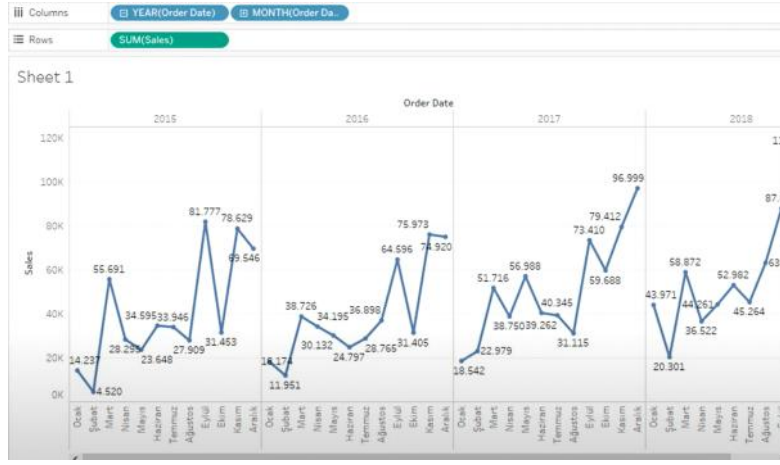 Columns
YEAR(Order Date) MONTH(Order Da..
Rows
SUM(Sales)
Sheet 1
Order Date
2015 2016 2017 2018
Sales
120K
100K
80K
60K
40K
20K
0K
14.237 4.520 55.691 23.648 34.595 33.946 27.909 81.777 31.453 78.629 69.546
11.951 38.726 30.132 34.195 24.797 28.765 36.898 64.596 31.405 75.973 74.920
18.542 22.979 51.716 38.750 56.988 39.262 40.345 31.115 73.410 59.688 79.412 96.999
43.971 20.301 58.872 36.522 44.261 52.982 45.264
Ocak Şubat Mart Nisan Mayıs Haziran Temmuz Ağustos Eylül Ekim Kasım Aralık
Ocak Şubat Mart Nisan Mayıs Haziran Temmuz Ağustos Eylül Ekim Kasım Aralık
Ocak Şubat Mart Nisan Mayıs Haziran Temmuz Ağustos Eylül Ekim Kasım Aralık
Ocak Şubat Mart Nisan Mayıs Haziran Temmuz Ağustos